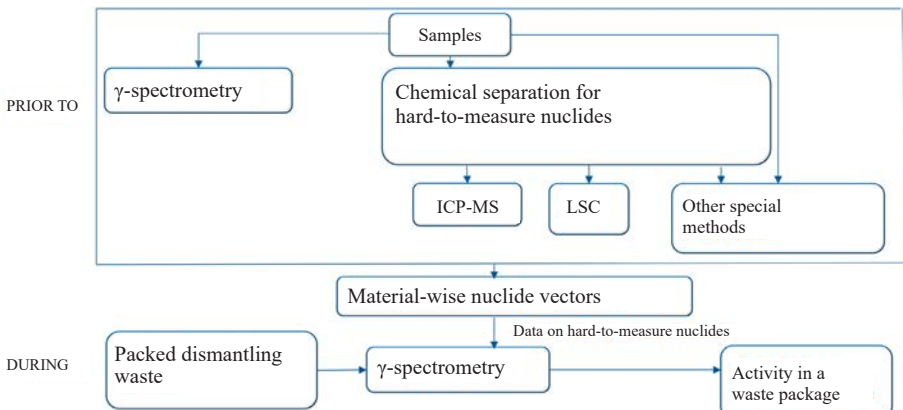 Samples
γ-spectrometry
Chemical separation for
hard-to-measure nuclides
PRIOR TO
ICP-MS
LSC
Other special
methods
Material-wise nuclide vectors
Data on hard-to-measure nuclides
DURING
Packed dismantling
waste
γ-spectrometry
Activity in a
waste package